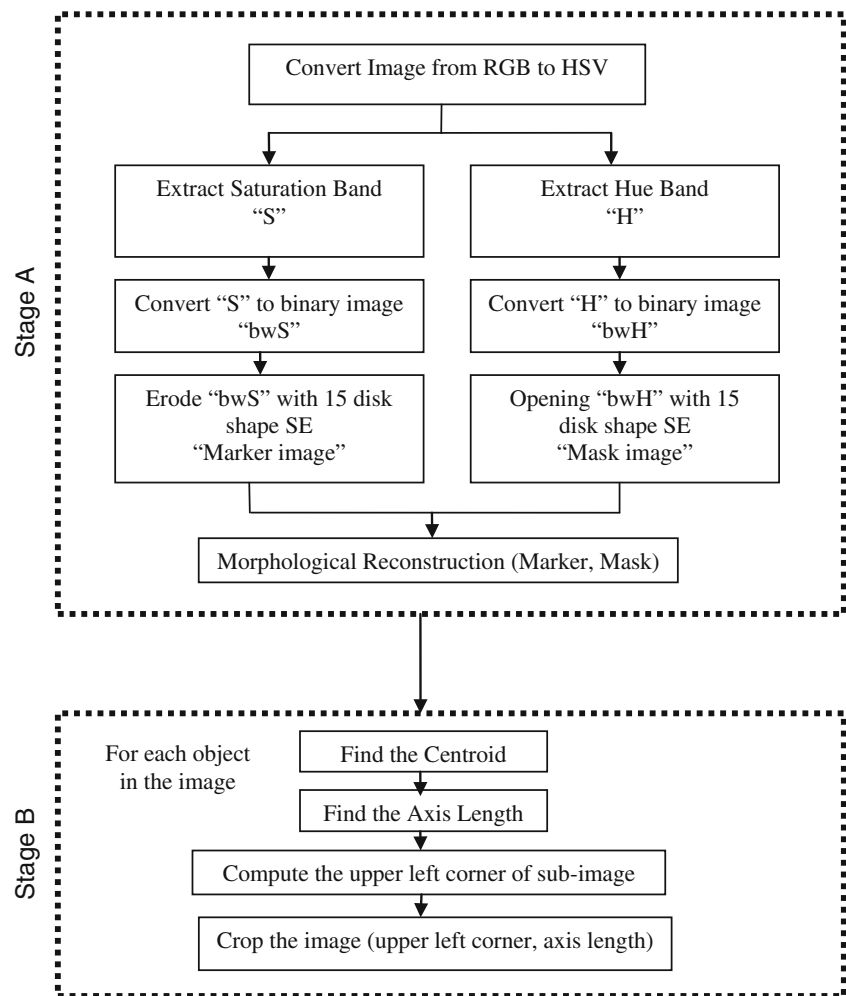 Stage A
Convert Image from RGB to HSV
Extract Saturation Band
“S”
Extract Hue Band
“H”
Convert “S” to binary image
“bwS”
Convert “H” to binary image
“bwH”
Erode “bwS” with 15 disk
shape SE
“Marker image”
Opening “bwH” with 15
disk shape SE
“Mask image”
Morphological Reconstruction (Marker, Mask)
Stage B
For each object
in the image
Find the Centroid
Find the Axis Length
Compute the upper left corner of sub-image
Crop the image (upper left corner, axis length)